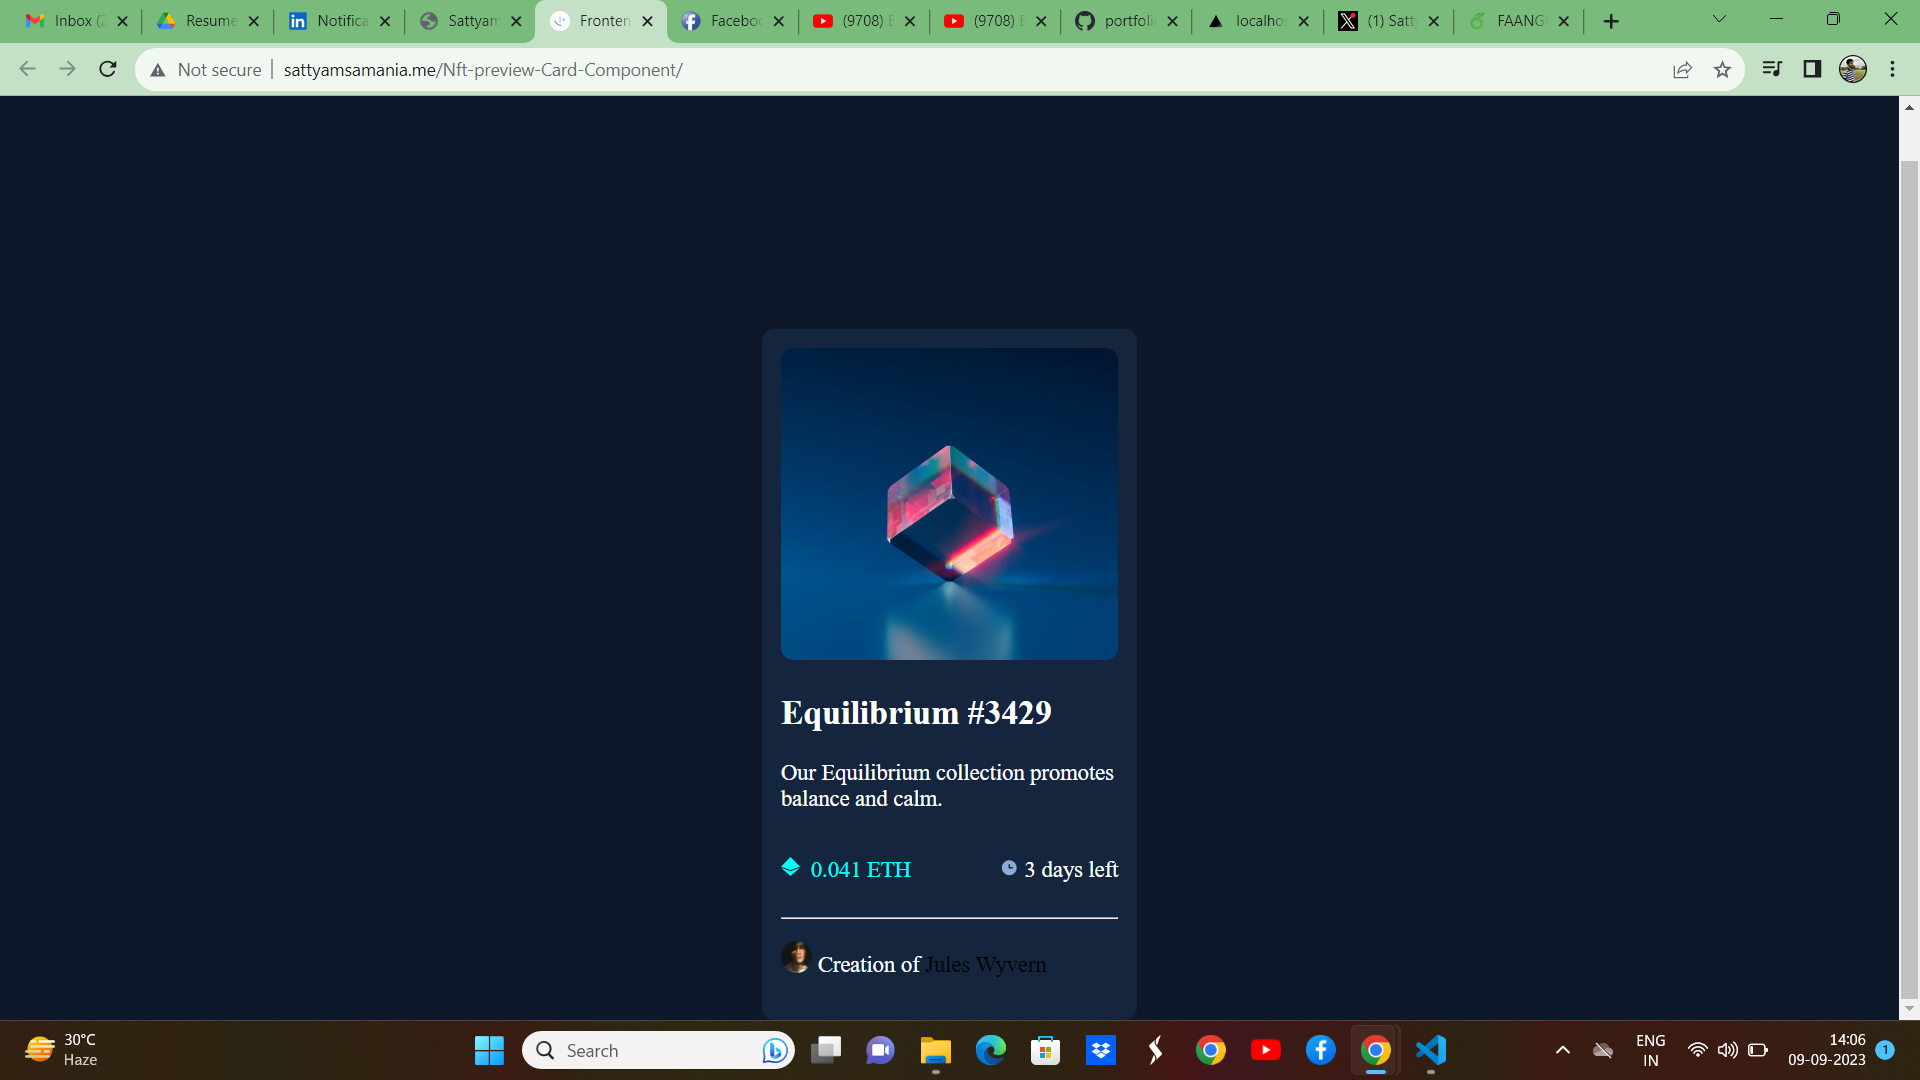 Inbox (2
Resume
Notifica
Sattyam
Fronten
Faceboo
(9708) E
(9708) E
portfoli
localhos
(1) Satt
FAANGP
Not secure
sattyamsamania.me/Nft-preview-Card-Component/
Equilibrium #3429
Our Equilibrium collection promotes
balance and calm.
0.041 ETH
3 days left
Creation of Jules Wyvern
30°C
Haze
Search
ENG
IN
14:06
09-09-2023
1